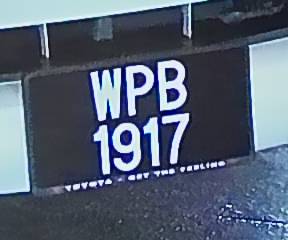 WPB
1917
TOYOTA - GET THE FEELING